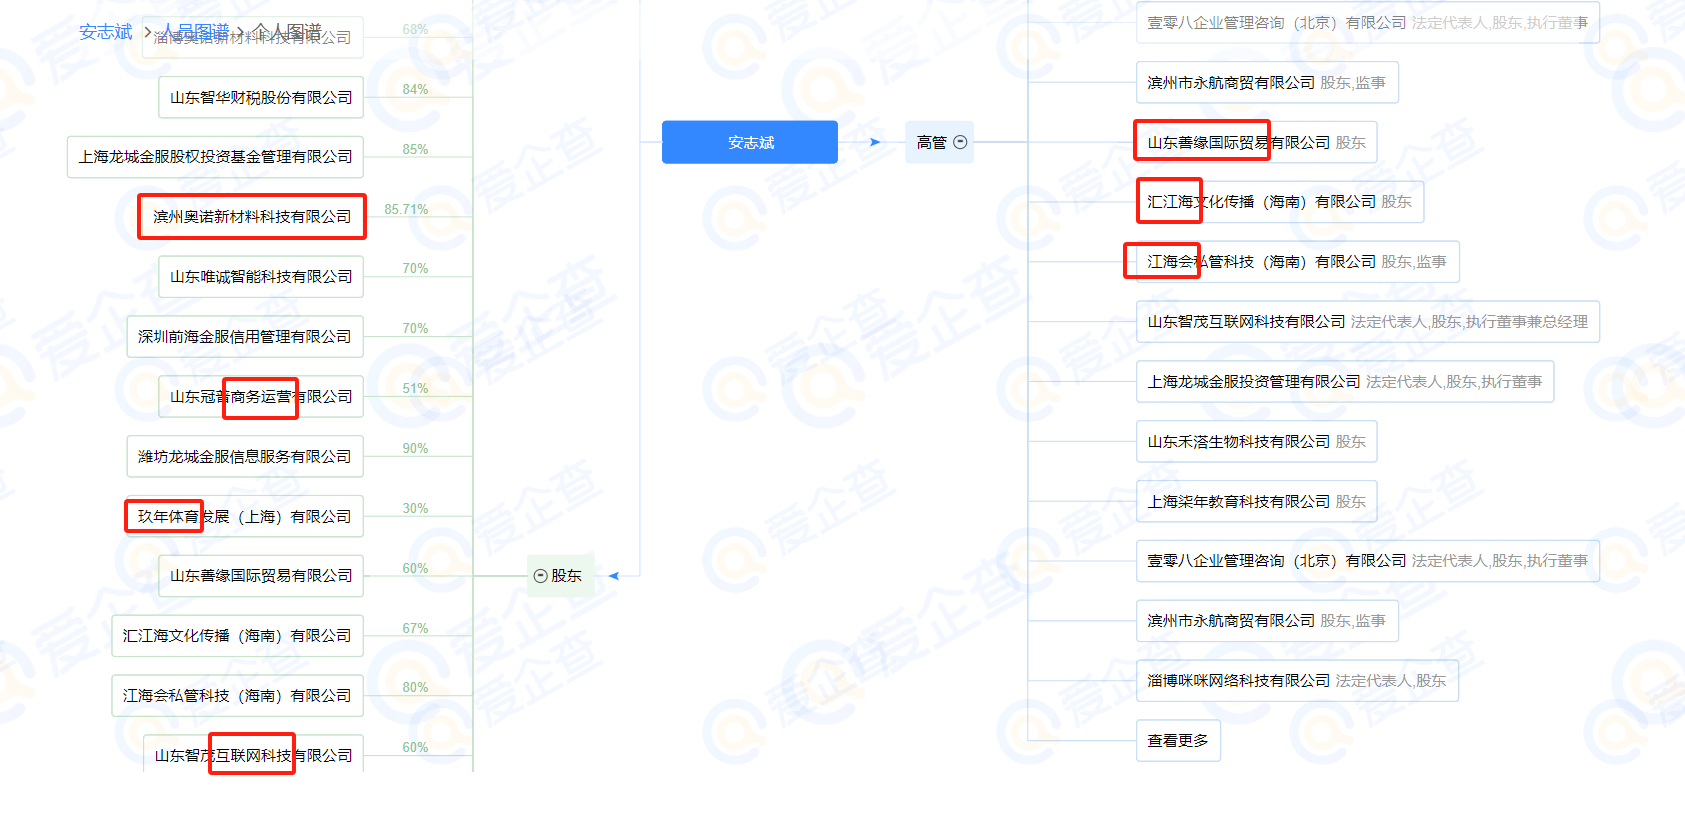 安志斌 > 人员图谱 > 个人图谱
淄博奥诺新材料科技有限公司 68%
山东智华财税股份有限公司 84%
上海龙城金服股权投资基金管理有限公司 85%
滨州奥诺新材料科技有限公司 85.71%
山东唯诚智能科技有限公司 70%
深圳前海金服信用管理有限公司 70%
山东冠晋商务运营有限公司 51%
潍坊龙城金服信息服务有限公司 90%
玖年体育发展（上海）有限公司 30%
山东善缘国际贸易有限公司 60%
汇江海文化传播（海南）有限公司 67%
江海会私管科技（海南）有限公司 80%
山东智茂互联网科技有限公司 60%
股东
安志斌
高管
壹零八企业管理咨询（北京）有限公司 法定代表人,股东,执行董事
滨州市永航商贸有限公司 股东,监事
山东善缘国际贸易有限公司 股东
汇江海文化传播（海南）有限公司 股东
江海会私管科技（海南）有限公司 股东,监事
山东智茂互联网科技有限公司 法定代表人,股东,执行董事兼总经理
上海龙城金服投资管理有限公司 法定代表人,股东,执行董事
山东禾溚生物科技有限公司 股东
上海柒年教育科技有限公司 股东
壹零八企业管理咨询（北京）有限公司 法定代表人,股东,执行董事
滨州市永航商贸有限公司 股东,监事
淄博咪咪网络科技有限公司 法定代表人,股东
查看更多
爱企查